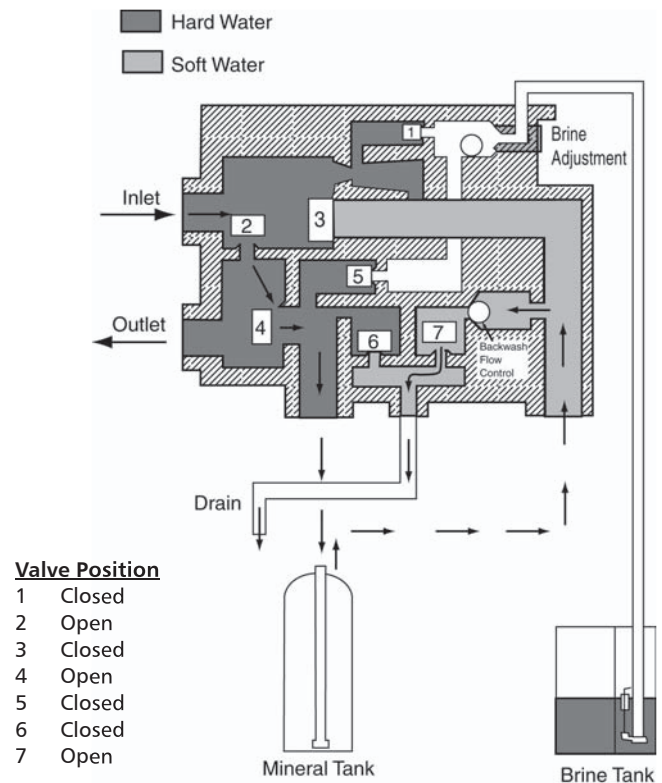 Hard Water
Soft Water
1
Brine
Adjustment
Inlet
2
3
5
Outlet
4
6
7
Backwash
Flow
Control
Drain
Valve Position
1 Closed
2 Open
3 Closed
4 Open
5 Closed
6 Closed
7 Open
Mineral Tank
Brine Tank